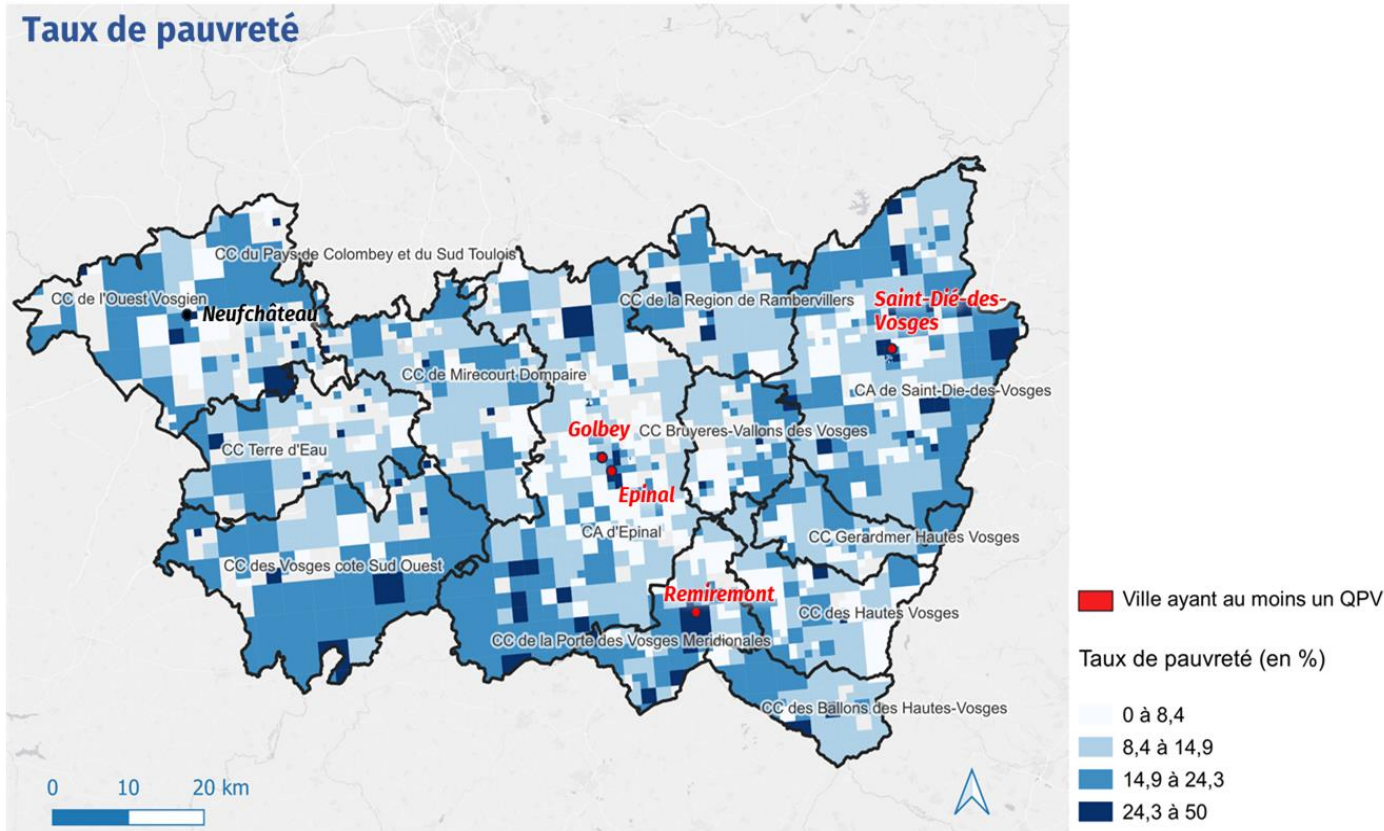 Taux de pauvreté
CC du Pays de Colombey et du Sud Toulois
CC de l'Ouest Vosgien
Neufchâteau
CC de la Region de Rambervillers
Saint-Dié-des-
Vosges
CC de Mirecourt Dompaire
CA de Saint-Die-des-Vosges
Golbey
CC Bruyeres-Vallons des Vosges
CC Terre d'Eau
Epinal
CA d'Epinal
CC Gerardmer Hautes Vosges
CC des Vosges cote Sud Ouest
Remiremont
CC des Hautes Vosges
CC de la Porte des Vosges Meridionales
CC des Ballons des Hautes-Vosges
0 10 20 km
Ville ayant au moins un QPV
Taux de pauvreté (en %)
0 à 8,4
8,4 à 14,9
14,9 à 24,3
24,3 à 50